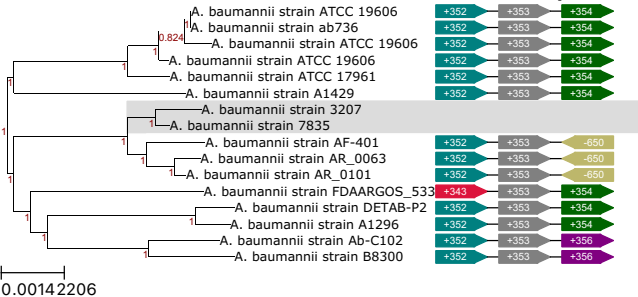 A. baumannii strain ATCC 19606 +352 +353 +354
A. baumannii strain ab736 +352 +353 +354
0.824
A. baumannii strain ATCC 19606 +352 +353 +354
1
1
A. baumannii strain ATCC 19606 +352 +353 +354
1
A. baumannii strain ATCC 17961 +352 +353 +354
1
A. baumannii strain A1429 +352 +353 +354
1
A. baumannii strain 3207
1
A. baumannii strain 7835
1
1
A. baumannii strain AF-401 +352 +353 -650
1
A. baumannii strain AR_0063 +352 +353 -650
1
1
A. baumannii strain AR_0101 +352 +353 -650
1
A. baumannii strain FDAARGOS_533 +343 +353 +354
A. baumannii strain DETAB-P2 +352 +353 +354
1
1
A. baumannii strain A1296 +352 +353 +354
1
A. baumannii strain Ab-C102 +352 +353 +356
1
A. baumannii strain B8300 +352 +353 +356
0.00142206